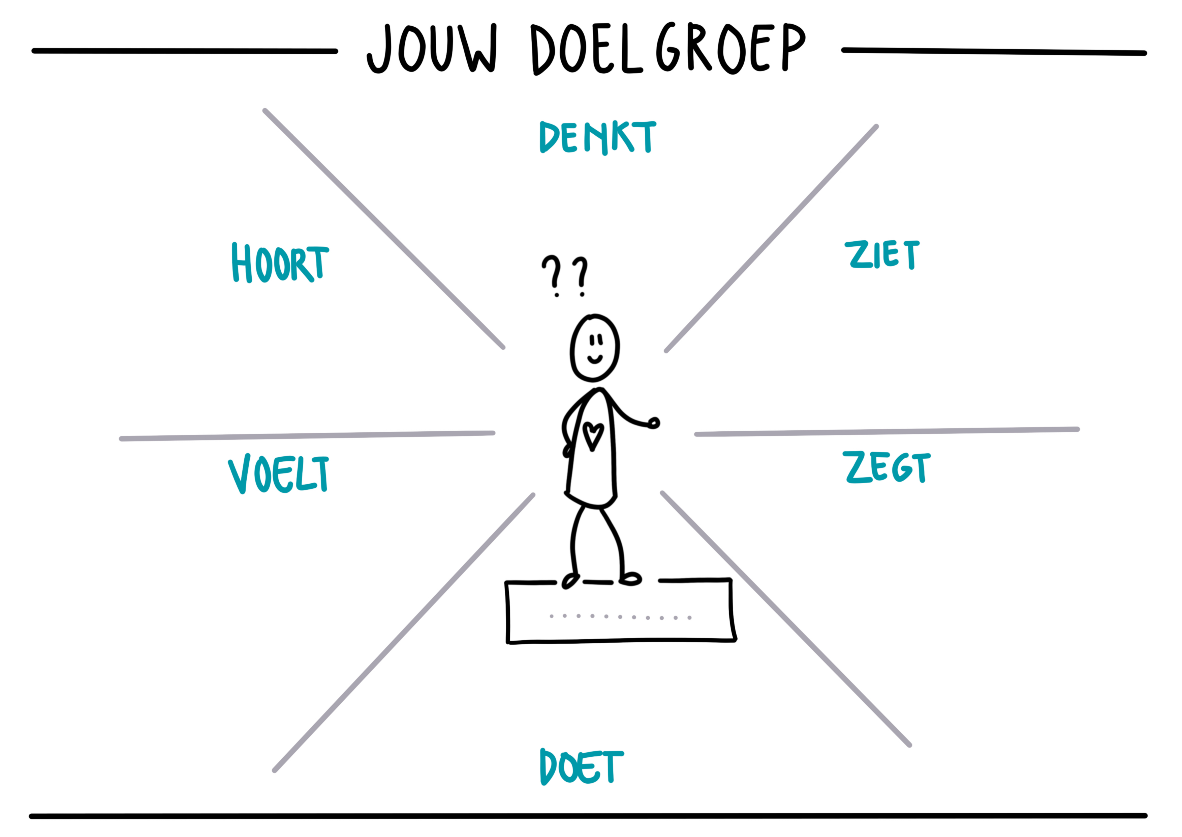 JOUW DOELGROEP
DENKT
HOORT
ZIET
??
VOELT
ZEGT
...........
DOET